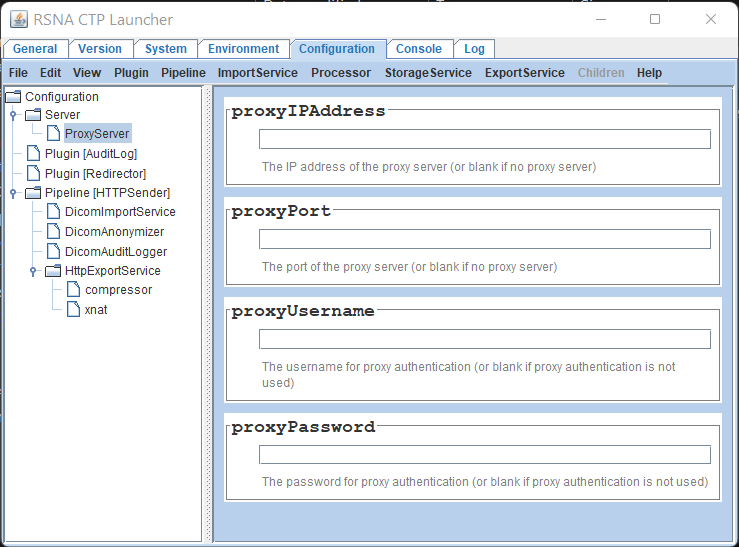 RSNA CTP Launcher
General Version System Environment Configuration Console Log
File Edit View Plugin Pipeline ImportService Processor StorageService ExportService Children Help
Configuration
Server
ProxyServer
Plugin [AuditLog]
Plugin [Redirector]
Pipeline [HTTPSender]
DicomImportService
DicomAnonymizer
DicomAuditLogger
HttpExportService
compressor
xnat
proxyIPAddress
The IP address of the proxy server (or blank if no proxy server)
proxyPort
The port of the proxy server (or blank if no proxy server)
proxyUsername
The username for proxy authentication (or blank if proxy authentication is not
used)
proxyPassword
The password for proxy authentication (or blank if proxy authentication is not used)